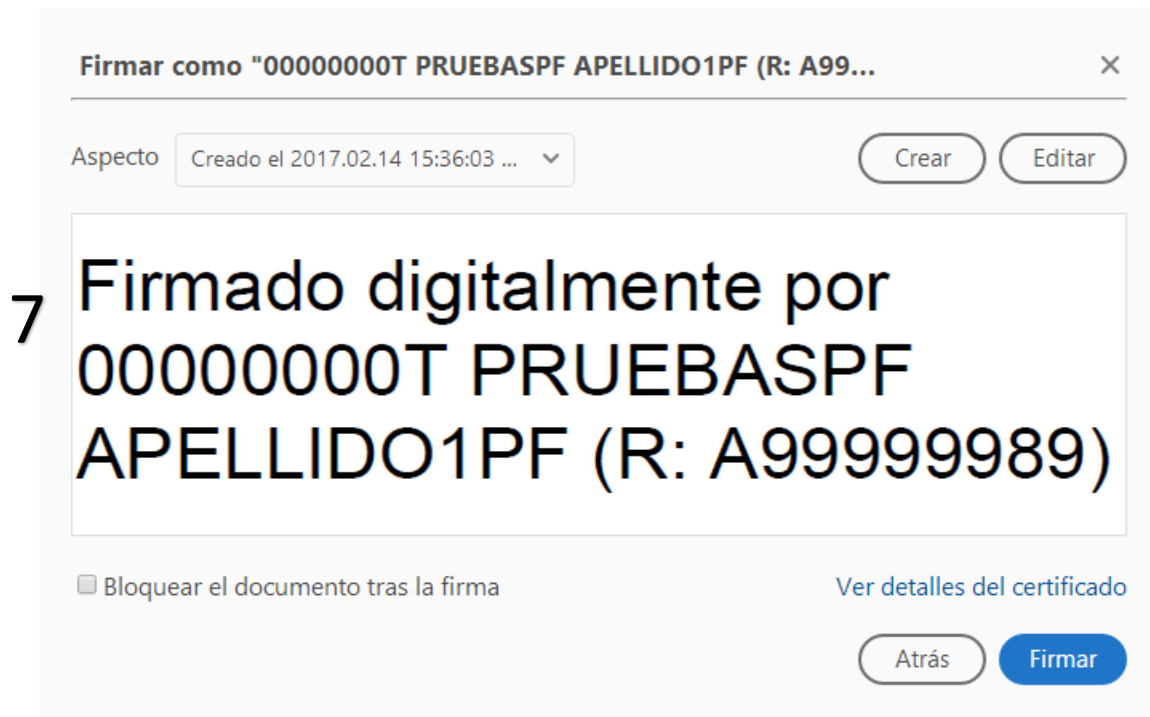 Firmar como "00000000T PRUEBASPF APELLIDO1PF (R: A99...
Aspecto
Creado el 2017.02.14 15:36:03 ...
Crear
Editar
7
Firmado digitalmente por
00000000T PRUEBASPF
APELLIDO1PF (R: A99999989)
Bloquear el documento tras la firma
Ver detalles del certificado
Atrás
Firmar